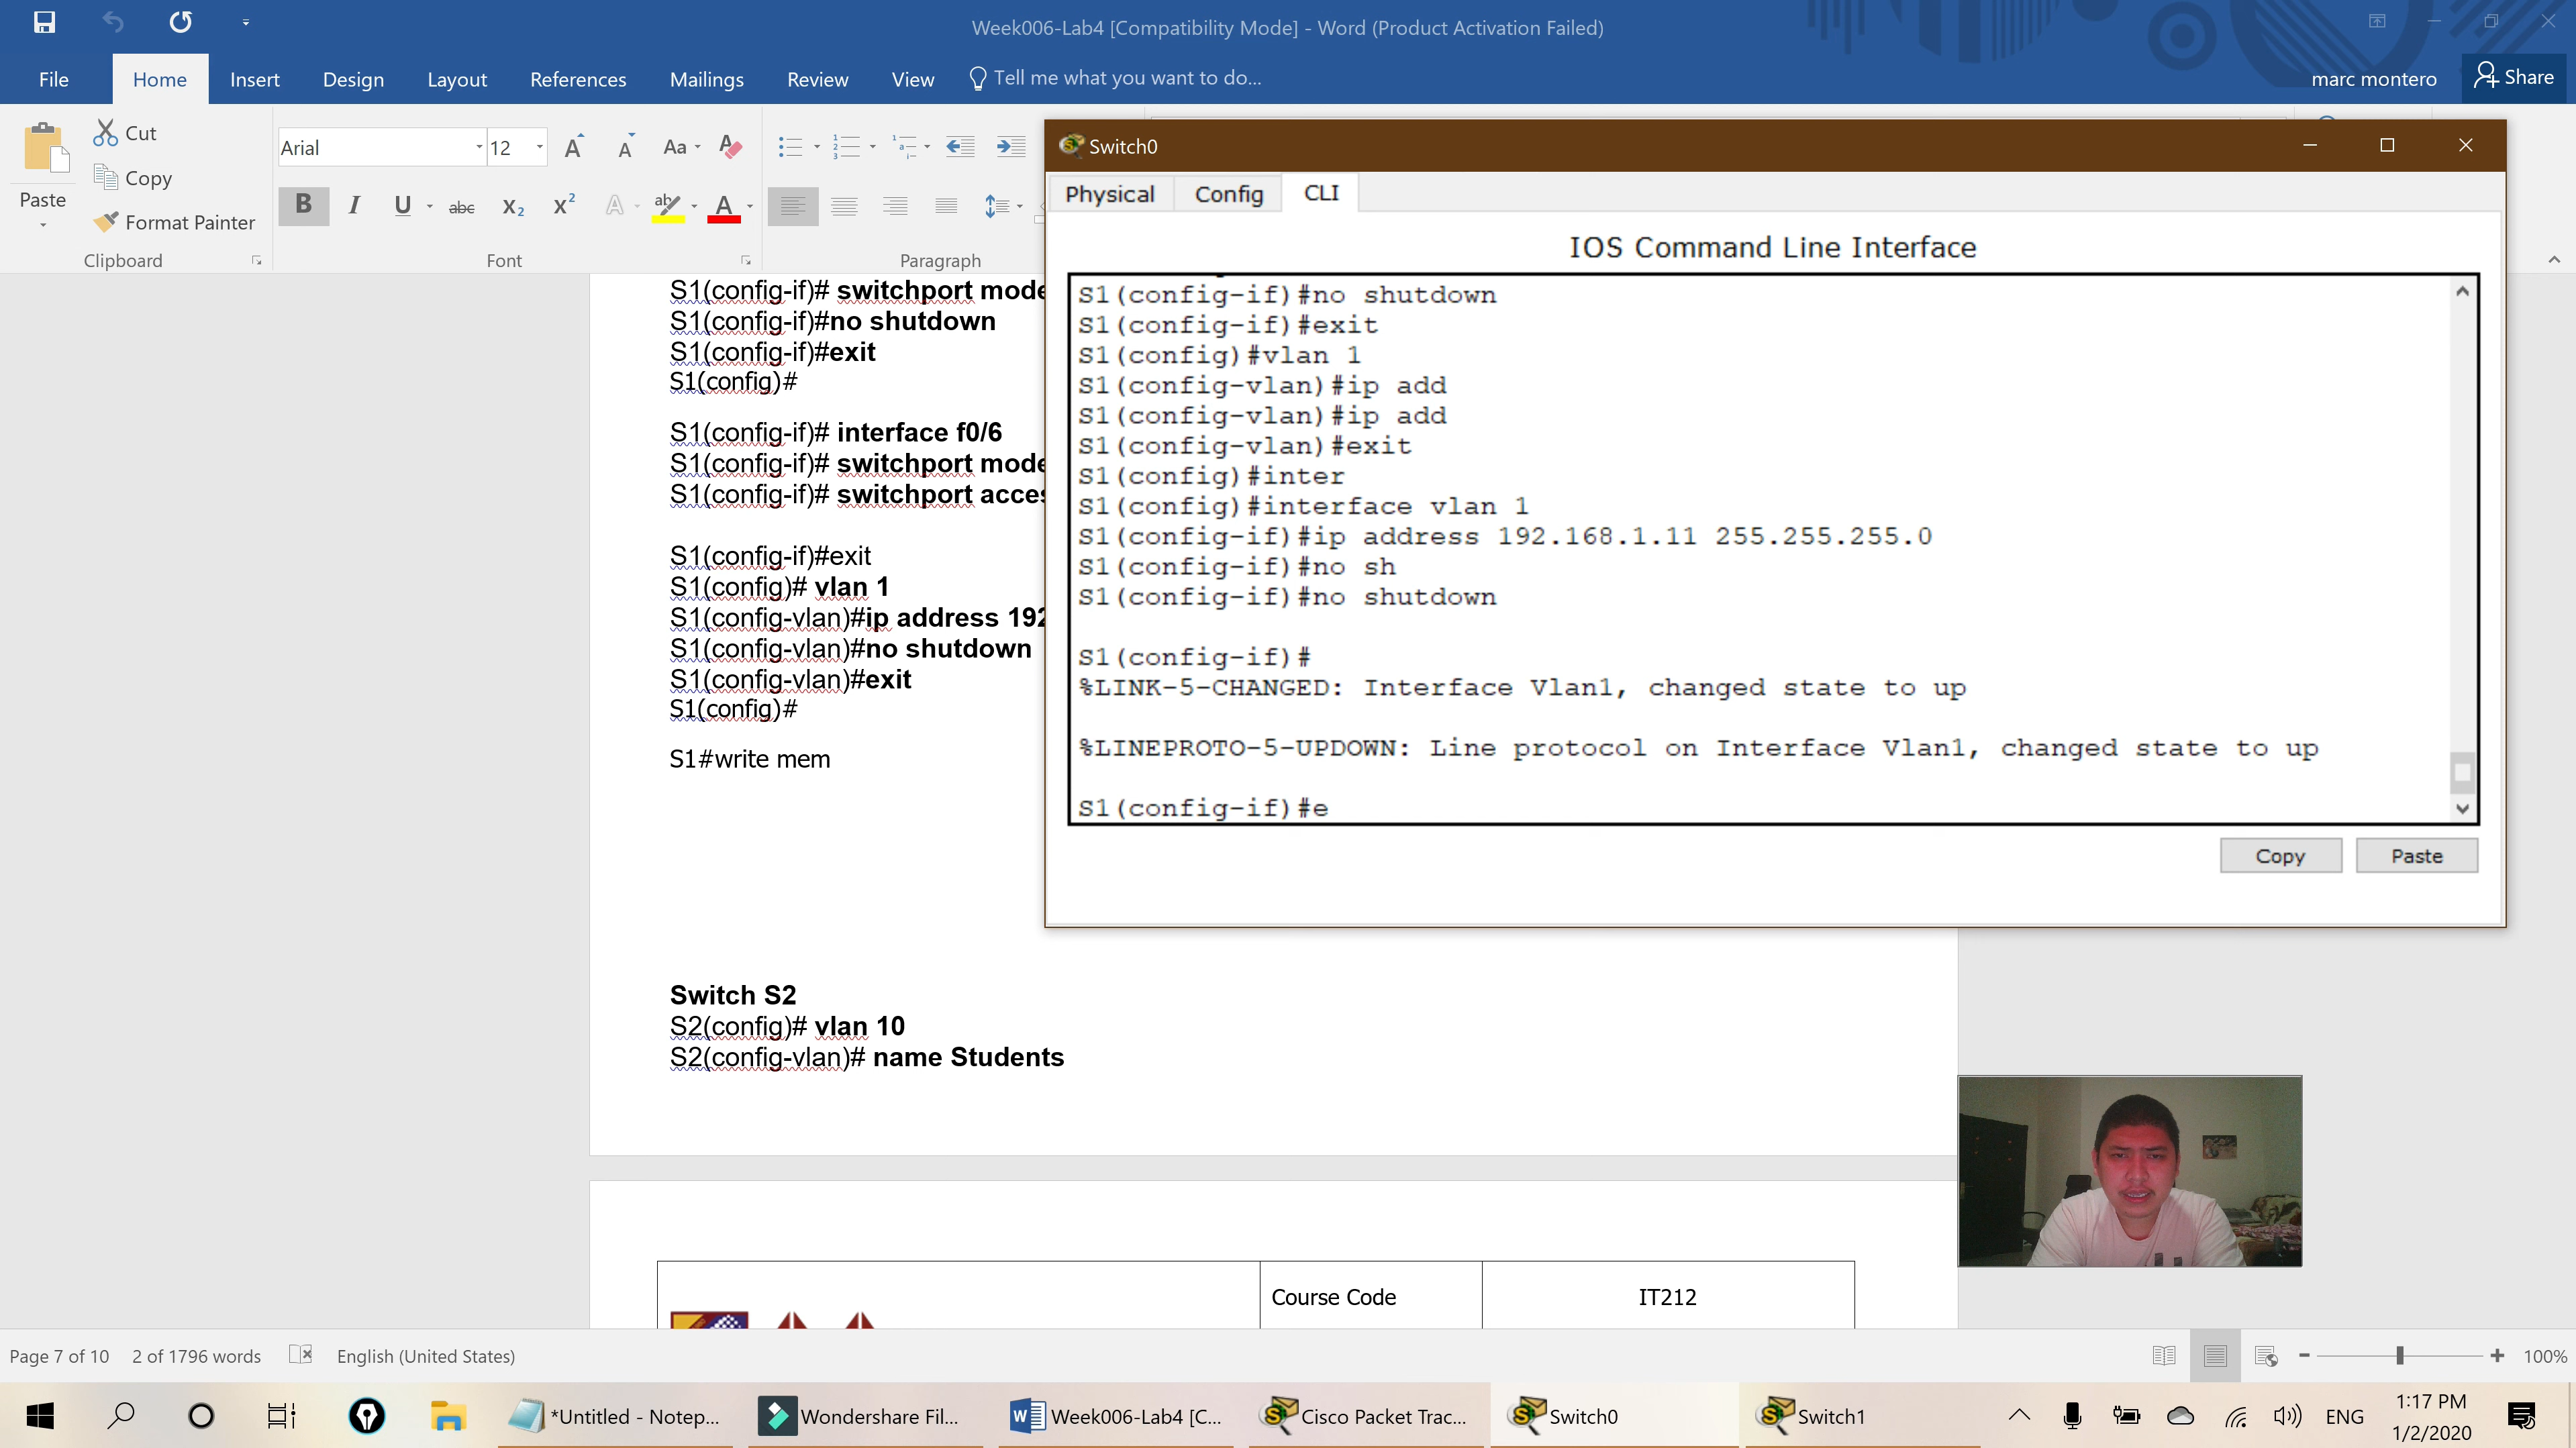 Week006-Lab4 [Compatibility Mode] - Word (Product Activation Failed)
File Home Insert Design Layout References Mailings Review View Tell me what you want to do...
marc montero Share
Cut
Copy
Format Painter
Paste
Clipboard
Arial 12
Font
Paragraph
S1(config-if)# switchport mode
S1(config-if)#no shutdown
S1(config-if)#exit
S1(config)#
S1(config-if)# interface f0/6
S1(config-if)# switchport mode
S1(config-if)# switchport acces
S1(config-if)#exit
S1(config)# vlan 1
S1(config-vlan)#ip address 192
S1(config-vlan)#no shutdown
S1(config-vlan)#exit
S1(config)#
S1#write mem
Switch S2
S2(config)# vlan 10
S2(config-vlan)# name Students
Course Code IT212
Switch0
Physical Config CLI
IOS Command Line Interface
S1(config-if)#no shutdown
S1(config-if)#exit
S1(config)#vlan 1
S1(config-vlan)#ip add
S1(config-vlan)#ip add
S1(config-vlan)#exit
S1(config)#inter
S1(config)#interface vlan 1
S1(config-if)#ip address 192.168.1.11 255.255.255.0
S1(config-if)#no sh
S1(config-if)#no shutdown
S1(config-if)#
%LINK-5-CHANGED: Interface Vlan1, changed state to up
%LINEPROTO-5-UPDOWN: Line protocol on Interface Vlan1, changed state to up
S1(config-if)#e
Copy Paste
Page 7 of 10 2 of 1796 words English (United States) 100%
*Untitled - Notep... Wondershare Fil... Week006-Lab4 [C... Cisco Packet Trac... Switch0 Switch1
ENG
1:17 PM
1/2/2020